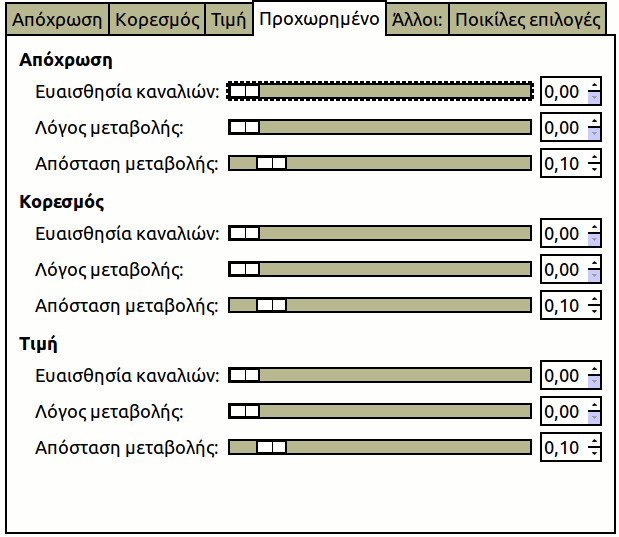 Απόχρωση Κορεσμός Τιμή Προχωρημένο Άλλοι: Ποικίλες επιλογές
Απόχρωση
Ευαισθησία καναλιών: 0,00
Λόγος μεταβολής: 0,00
Απόσταση μεταβολής: 0,10
Κορεσμός
Ευαισθησία καναλιών: 0,00
Λόγος μεταβολής: 0,00
Απόσταση μεταβολής: 0,10
Τιμή
Ευαισθησία καναλιών: 0,00
Λόγος μεταβολής: 0,00
Απόσταση μεταβολής: 0,10